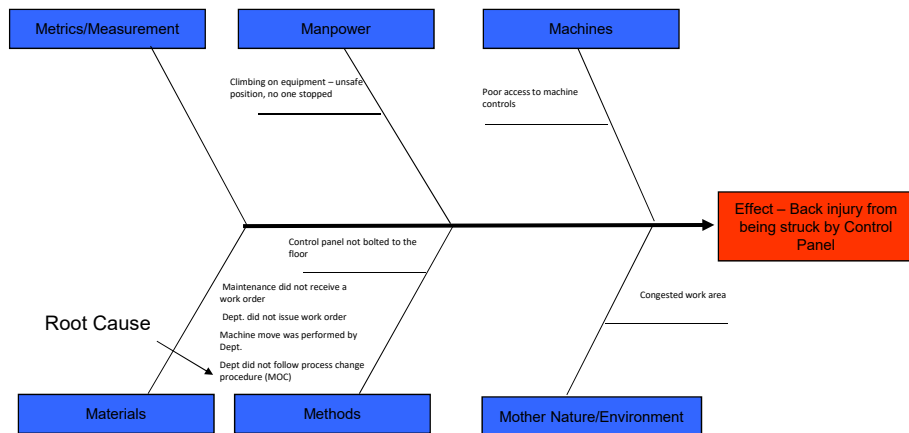 Metrics/Measurement
Manpower
Machines
Climbing on equipment – unsafe
position, no one stopped
Poor access to machine
controls
Effect – Back injury from
being struck by Control
Panel
Control panel not bolted to the
floor
Maintenance did not receive a
work order
Dept. did not issue work order
Machine move was performed by
Dept.
Dept did not follow process change
procedure (MOC)
Root Cause
Congested work area
Materials
Methods
Mother Nature/Environment